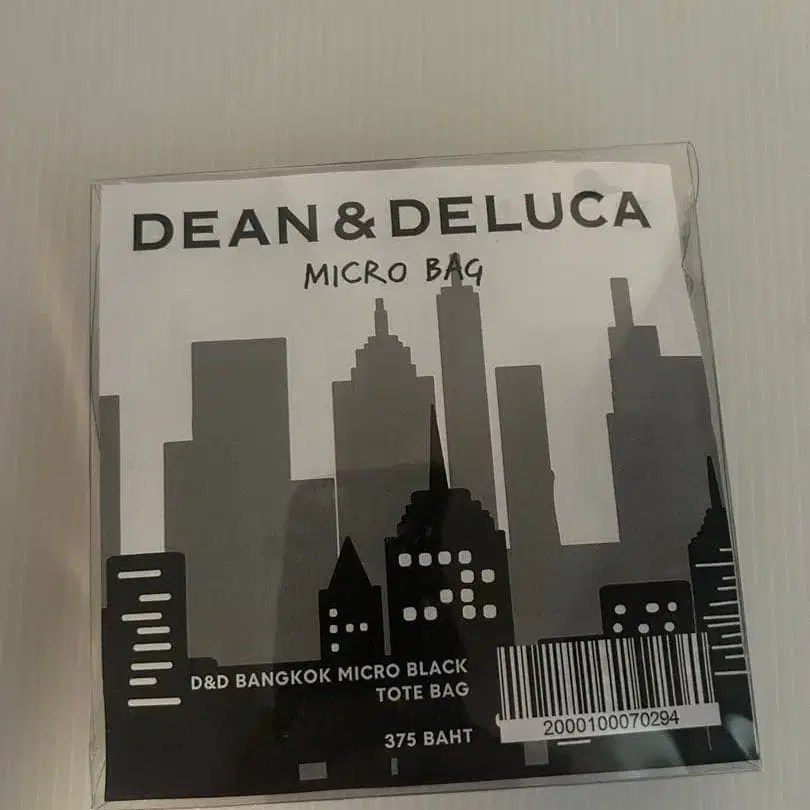 DEAN & DELUCA
MICRO BAG
D&D BANGKOK MICRO BLACK
TOTE BAG
375 BAHT
2000100070294